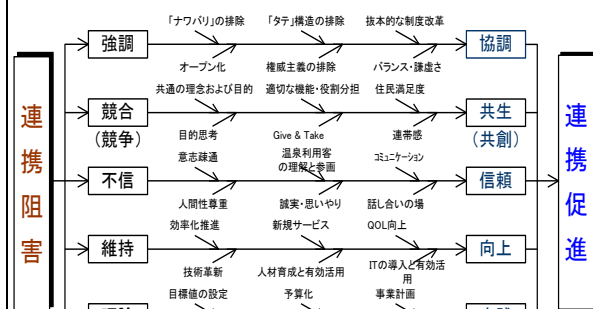 「ナワバリ」の排除
「タテ」構造の排除
抜本的な制度改革
強調
協調
オープン化
権威主義の排除
バランス・謙虚さ
共通の理念および目的
適切な機能・役割分担
住民満足度
競合
(競争)
共生
(共創)
目的思考
Give & Take
連帯感
意志疎通
温泉利用客
の理解と参画
コミュニケーション
不信
信頼
人間性尊重
誠実・思いやり
話し合いの場
効率化推進
新規サービス
QOL向上
維持
向上
技術革新
人材育成と有効活用
ITの導入と有効活
用
目標値の設定
予算化
事業計画
連携阻害
連携促進